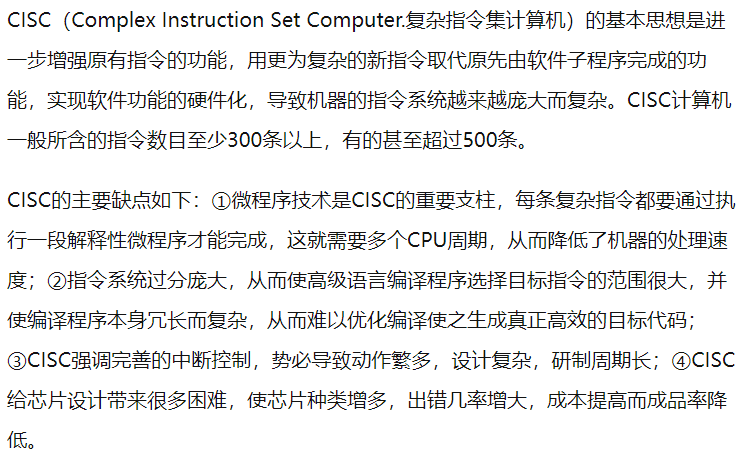 CISC（Complex Instruction Set Computer.复杂指令集计算机）的基本思想是进
一步增强原有指令的功能，用更为复杂的新指令取代原先由软件子程序完成的功
能，实现软件功能的硬件化，导致机器的指令系统越来越庞大而复杂。CISC计算机
一般所含的指令数目至少300条以上，有的甚至超过500条。
CISC的主要缺点如下：①微程序技术是CISC的重要支柱，每条复杂指令都要通过执
行一段解释性微程序才能完成，这就需要多个CPU周期，从而降低了机器的处理速
度；②指令系统过分庞大，从而使高级语言编译程序选择目标指令的范围很大，并
使编译程序本身冗长而复杂，从而难以优化编译使之生成真正高效的目标代码；
③CISC强调完善的中断控制，势必导致动作繁多，设计复杂，研制周期长；④CISC
给芯片设计带来很多困难，使芯片种类增多，出错几率增大，成本提高而成品率降
低。